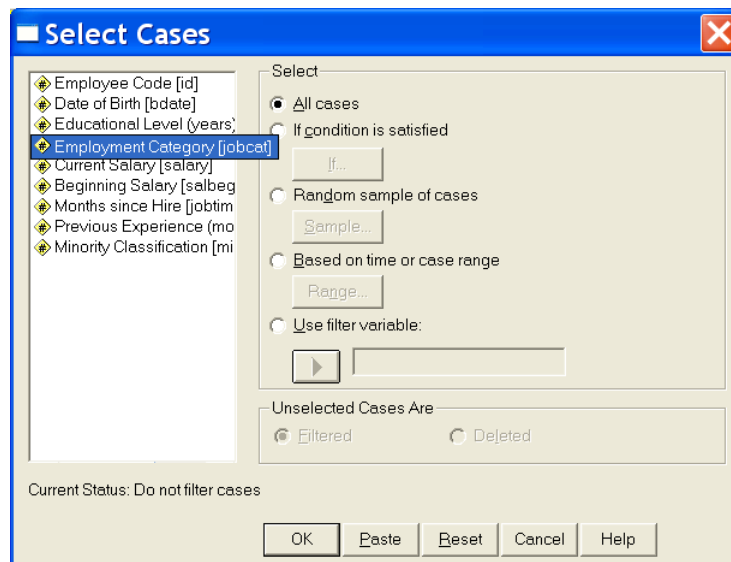 Select Cases
Employee Code [id]
Date of Birth [bdate]
Educational Level (years)
Employment Category [jobcat]
Current Salary [salary]
Beginning Salary [salbeg
Months since Hire [jobtim
Previous Experience (mo
Minority Classification [mi
Select
All cases
If condition is satisfied
If...
Random sample of cases
Sample...
Based on time or case range
Range...
Use filter variable:
Unselected Cases Are
Filtered
Deleted
Current Status: Do not filter cases
OK
Paste
Reset
Cancel
Help